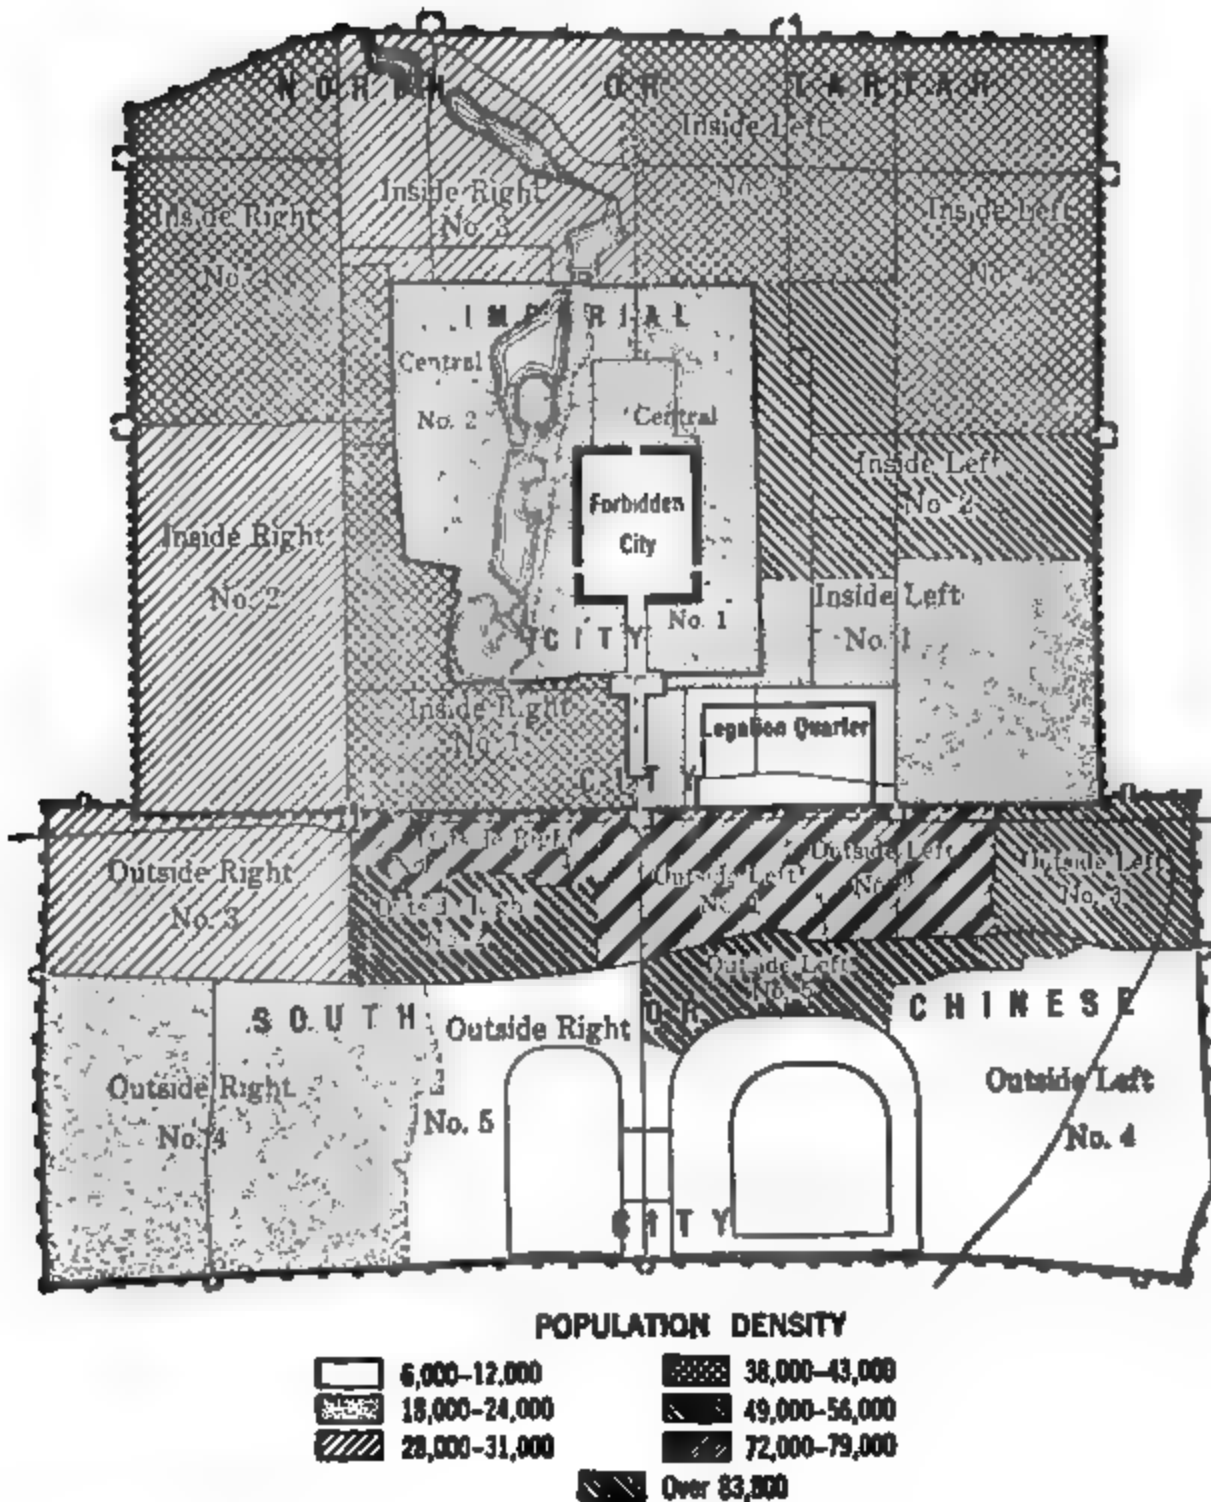 NORTH OR TARTAR
Inside Left
Inside Right
No. 3
Inside Right
Inside Left
IMPERIAL
Central
No. 2
Central
Inside Left
No. 2
Forbidden
City
Inside Right
No. 2
Inside Left
No. 1
No. 1
CITY
Inside Right
No. 1
Legation Quarter
CITY
Outside Right
No. 3
Outside Left
Outside Left
Outside Left
No. 3
Outside Left
No. 5
SOUTH OR CHINESE
Outside Right
No. 5
Outside Right
No. 4
Outside Left
No. 4
CITY
POPULATION DENSITY
6,000–12,000
18,000–24,000
28,000–31,000
38,000–43,000
49,000–56,000
72,000–79,000
Over 83,000